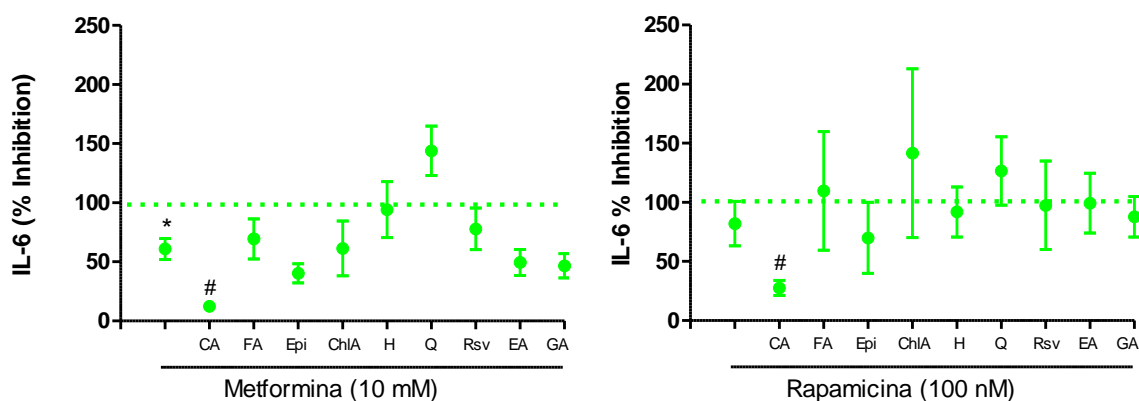 IL-6 (% Inhibition)
250
200
150
100
50
0
*
#
CA FA Epi ChlA H Q Rsv EA GA
Metformina (10 mM)
IL-6 % Inhibition
250
200
150
100
50
0
#
CA FA Epi ChlA H Q Rsv EA GA
Rapamicina (100 nM)